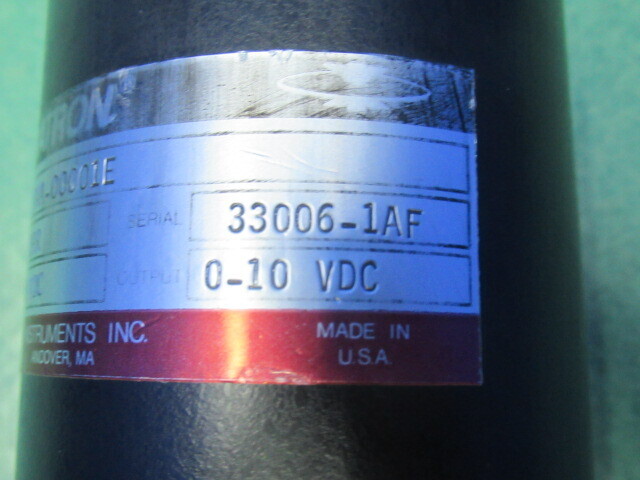 TRON®
-00001E
SERIAL 33006-1AF
OUTPUT 0-10 VDC
STRUMENTS INC. MADE IN
ANDOVER, MA U.S.A.